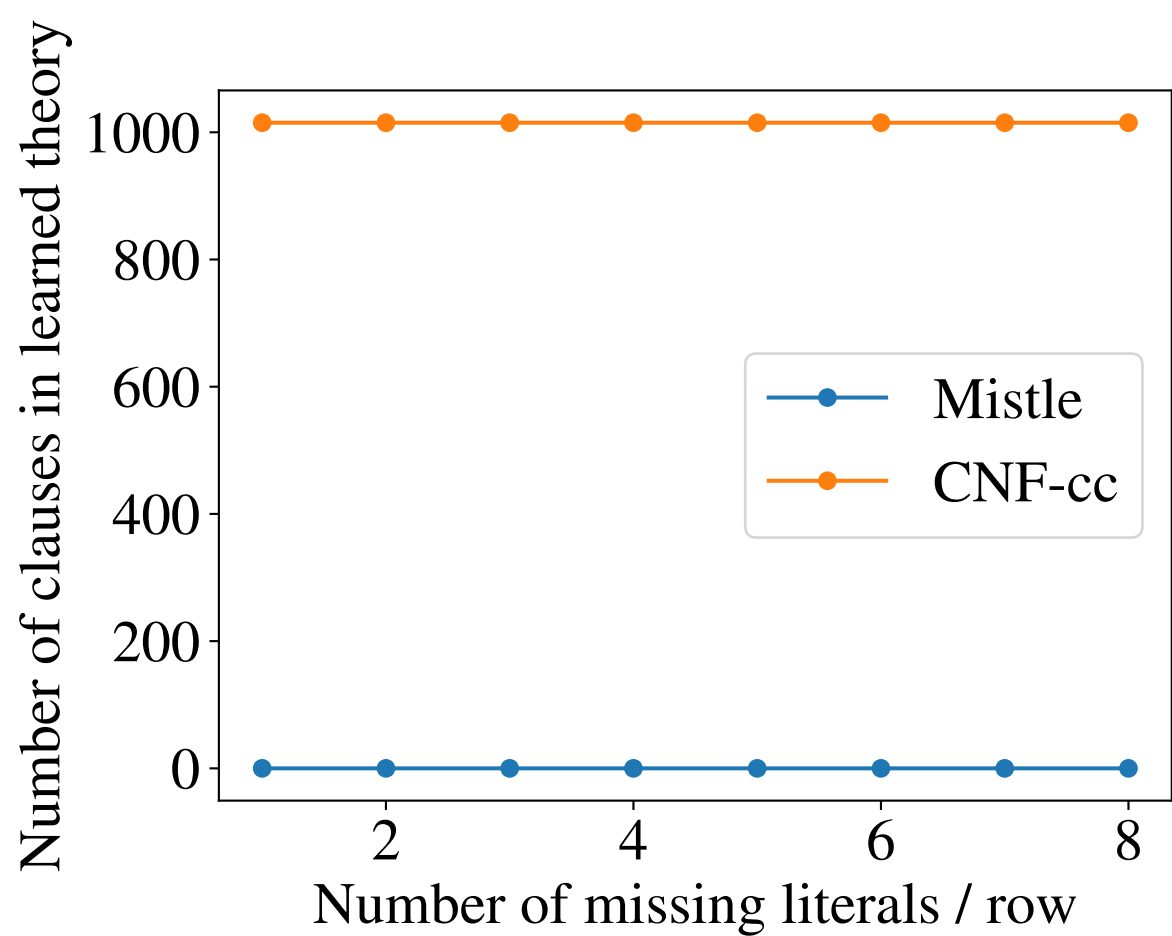 Number of clauses in learned theory
1000
800
600
400
200
0
Mistle
CNF-cc
2 4 6 8
Number of missing literals / row